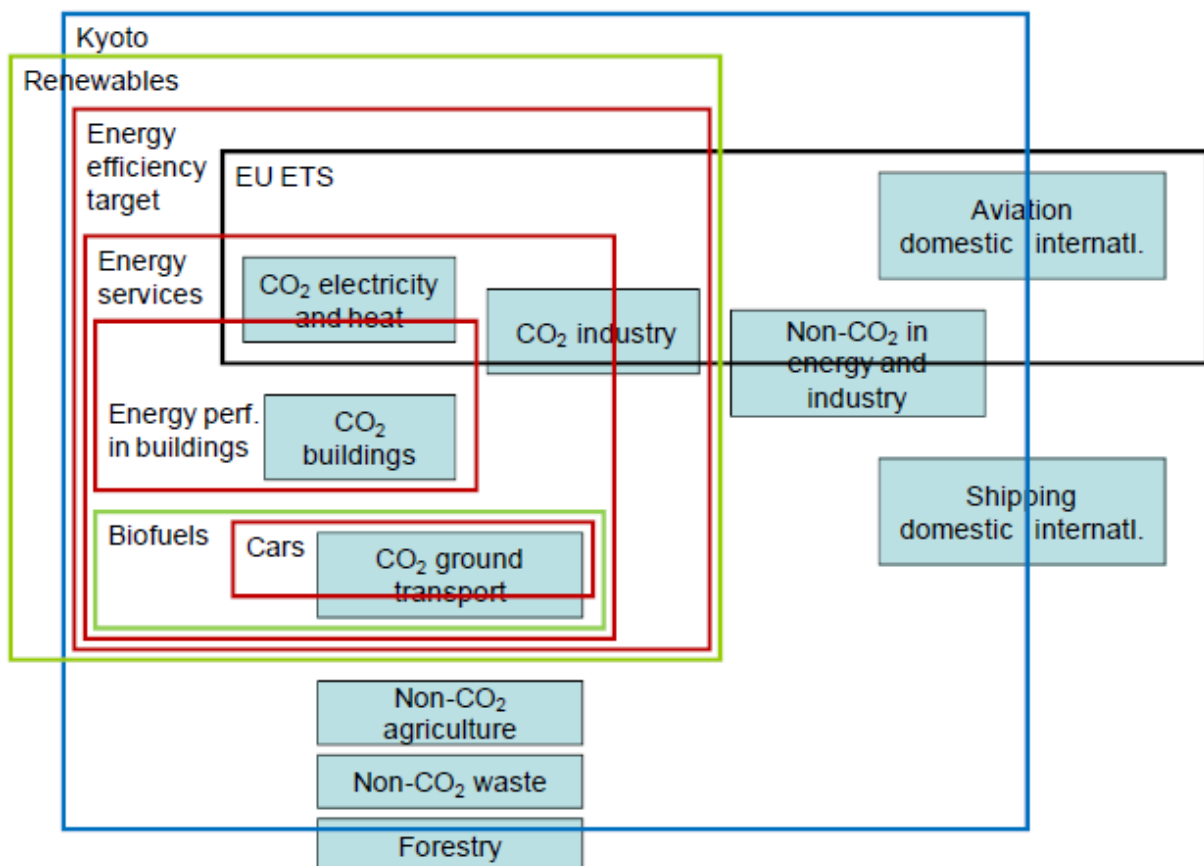 Kyoto
Renewables
Energy
efficiency
target
EU ETS
Aviation
domestic internatl.
Energy
services
CO₂ electricity
and heat
CO₂ industry
Non-CO₂ in
energy and
industry
Energy perf.
in buildings
CO₂
buildings
Shipping
domestic internatl.
Biofuels
Cars
CO₂ ground
transport
Non-CO₂
agriculture
Non-CO₂ waste
Forestry